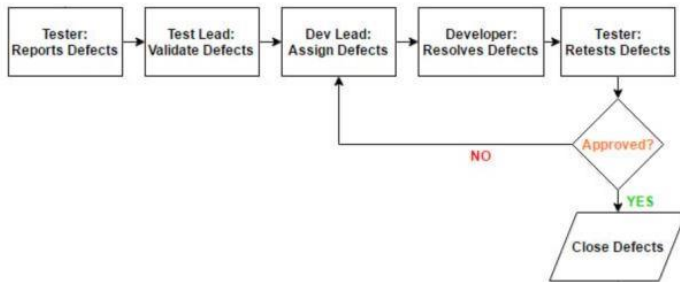 Tester:
Reports Defects
Test Lead:
Validate Defects
Dev Lead:
Assign Defects
Developer:
Resolves Defects
Tester:
Retests Defects
Approved?
NO
YES
Close Defects